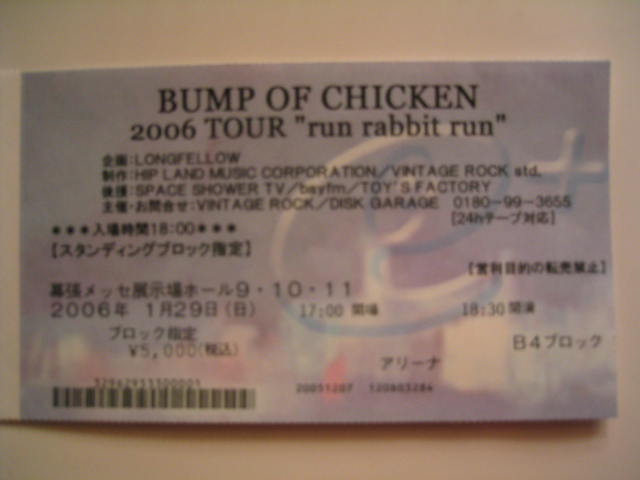 BUMP OF CHICKEN
2006 TOUR "run rabbit run"
企画:LONGFELLOW
制作:HIP LAND MUSIC CORPORATION/VINTAGE ROCK std.
後援:SPACE SHOWER TV/bayfm/TOY'S FACTORY
主催・お問合せ:VINTAGE ROCK/DISK GARAGE 0180-99-3655
[24hテープ対応]
***入場時間18:00***
【スタンディングブロック指定】
【営利目的の転売禁止】
幕張メッセ展示場ホール9・10・11
2006年 1月29日(日) 17:00 開場 18:30 開演
ブロック指定 B4ブロック
¥5,000(税込)
アリーナ
20051207
e+